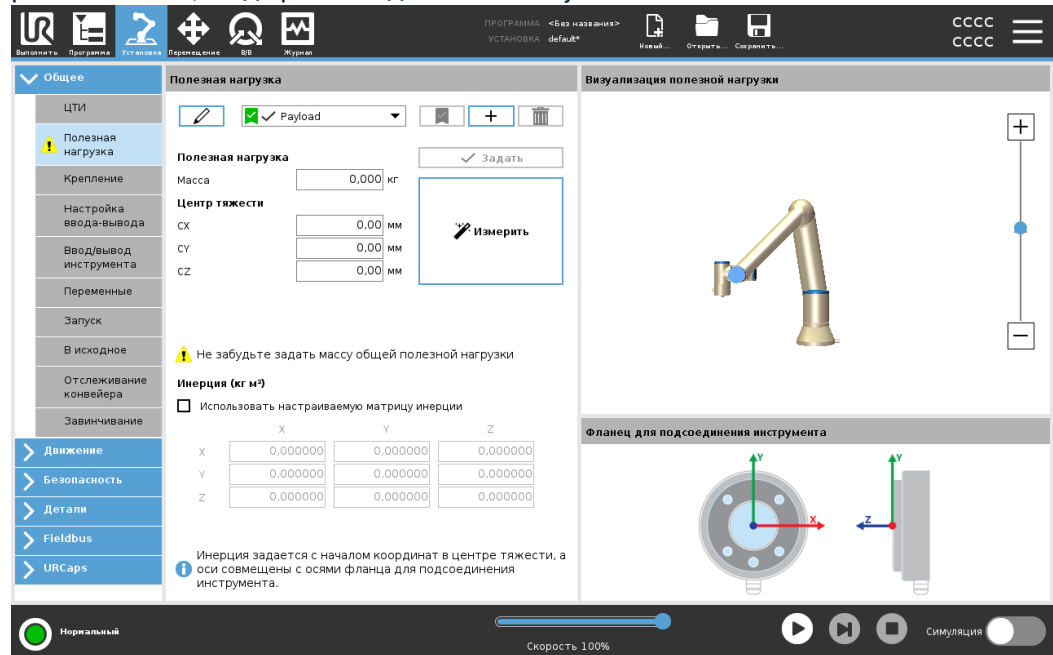 ПРОГРАММА <Без названия>
УСТАНОВКА default*
Выполнить Программа Установка Перемещение В/В Журнал
Новый... Открыть... Сохранить...
CCCC
CCCC
Общее
ЦТИ
Полезная
нагрузка
Крепление
Настройка
ввода-вывода
Ввод/вывод
инструмента
Переменные
Запуск
В исходное
Отслеживание
конвейера
Завинчивание
Движение
Безопасность
Детали
Fieldbus
URCaps
Полезная нагрузка
Payload
Полезная нагрузка
Задать
Масса 0,000 кг
Центр тяжести
CX 0,00 мм
CY 0,00 мм
CZ 0,00 мм
Измерить
Не забудьте задать массу общей полезной нагрузки
Инерция (кг м²)
Использовать настраиваемую матрицу инерции
X Y Z
X 0,000000 0,000000 0,000000
Y 0,000000 0,000000 0,000000
Z 0,000000 0,000000 0,000000
Инерция задается с началом координат в центре тяжести, а
оси совмещены с осями фланца для подсоединения
инструмента.
Визуализация полезной нагрузки
Фланец для подсоединения инструмента
Y Y
X Z
Нормальный
Скорость 100%
Симуляция